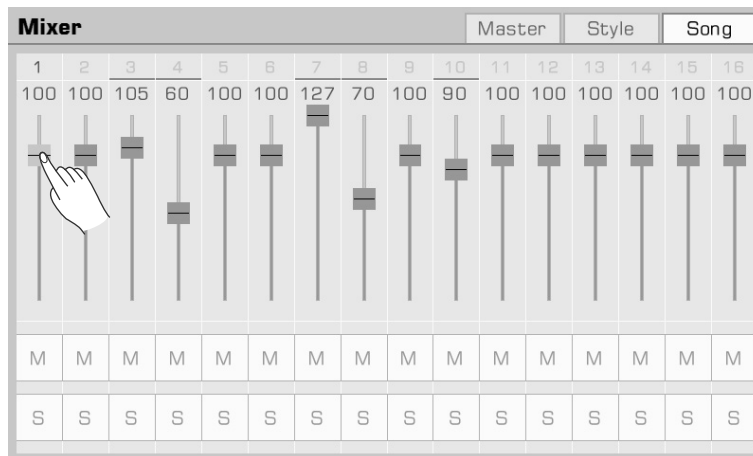 Mixer Master Style Song
1 2 3 4 5 6 7 8 9 10 11 12 13 14 15 16
100 100 105 60 100 100 127 70 100 90 100 100 100 100 100 100
M M M M M M M M M M M M M M M M
S S S S S S S S S S S S S S S S